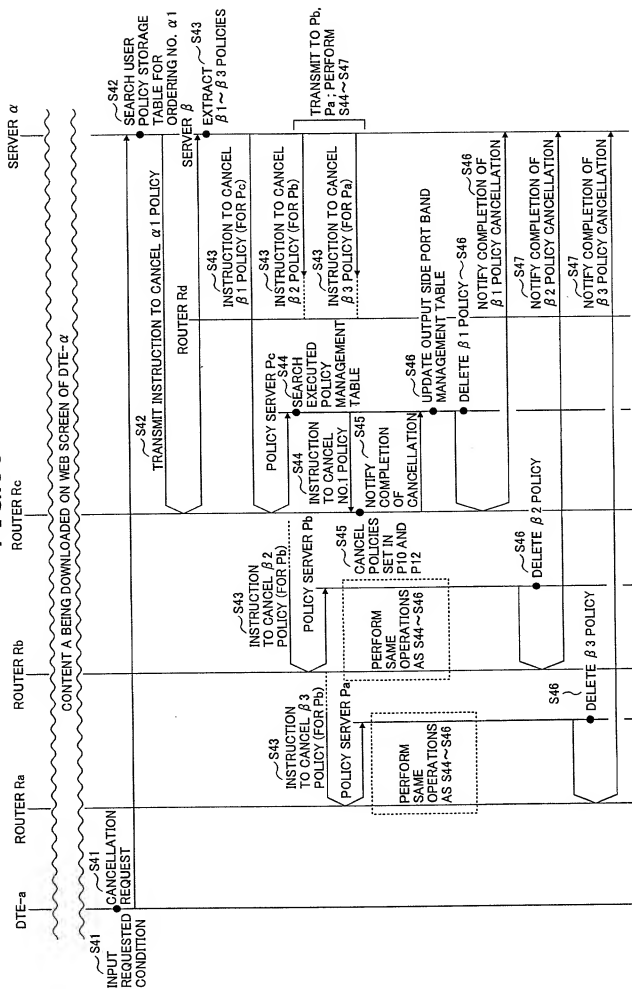 DTE-a
ROUTER Ra
ROUTER Rb
ROUTER Rc
SERVER α
CONTENT A BEING DOWNLOADED ON WEB SCREEN OF DTE-α
S41
INPUT
REQUESTED
CONDITION
S41
CANCELLATION
REQUEST
S42
SEARCH USER
POLICY STORAGE
TABLE FOR
ORDERING NO. α1
S42
TRANSMIT INSTRUCTION TO CANCEL α1 POLICY
ROUTER Rd
SERVER β
S43
EXTRACT
β1～β3 POLICIES
S43
INSTRUCTION TO CANCEL
β1 POLICY (FOR Pc)
S43
INSTRUCTION TO CANCEL
β2 POLICY (FOR Pb)
S43
INSTRUCTION TO CANCEL
β3 POLICY (FOR Pa)
TRANSMIT TO Pb,
Pa ; PERFORM
S44～S47
POLICY SERVER Pc
S44
SEARCH
EXECUTED
POLICY
MANAGEMENT
TABLE
S44
INSTRUCTION
TO CANCEL
NO.1 POLICY
S45
NOTIFY
COMPLETION
OF
CANCELLATION
S45
CANCEL
POLICIES
SET IN
P10 AND
P12
S46
UPDATE OUTPUT SIDE PORT BAND
MANAGEMENT TABLE
DELETE β1 POLICY
S46
S46
NOTIFY COMPLETION OF
β1 POLICY CANCELLATION
S43
INSTRUCTION
TO CANCEL β2
POLICY (FOR Pb)
POLICY SERVER Pb
PERFORM
SAME
OPERATIONS
AS S44～S46
S46
DELETE β2 POLICY
S47
NOTIFY COMPLETION OF
β2 POLICY CANCELLATION
S43
INSTRUCTION
TO CANCEL β3
POLICY (FOR Pb)
POLICY SERVER Pa
PERFORM
SAME
OPERATIONS
AS S44～S46
S46
DELETE β3 POLICY
S47
NOTIFY COMPLETION OF
β3 POLICY CANCELLATION